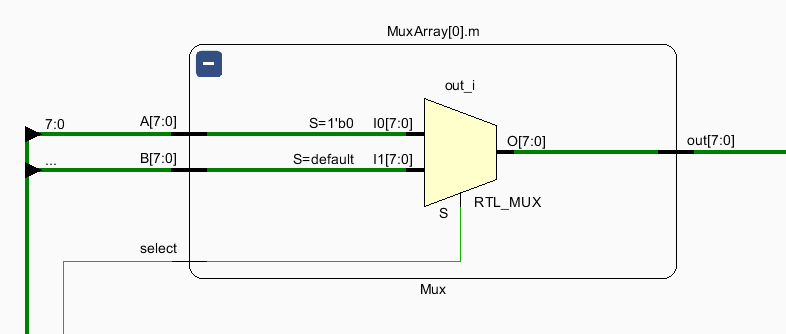 MuxArray[0].m
out_i
7:0
A[7:0]
S=1'b0
I0[7:0]
...
B[7:0]
S=default
I1[7:0]
O[7:0]
out[7:0]
S
RTL_MUX
select
Mux